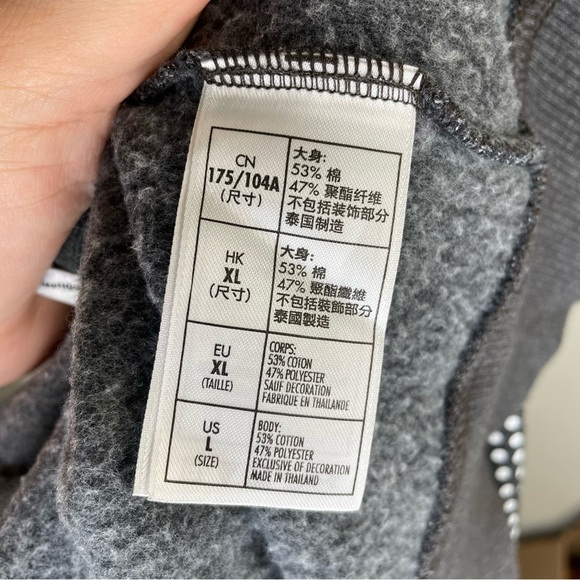 CN
175/104A
(尺寸)
大身:
53% 棉
47% 聚酯纤维
不包括装饰部分
泰国制造
HK
XL
(尺寸)
大身:
53% 棉
47% 聚酯纖維
不包括裝飾部分
泰國製造
EU
XL
(TAILLE)
CORPS:
53% COTON
47% POLYESTER
SAUF DECORATION
FABRIQUE EN THAILANDE
US
L
(SIZE)
BODY:
53% COTTON
47% POLYESTER
EXCLUSIVE OF DECORATION
MADE IN THAILAND